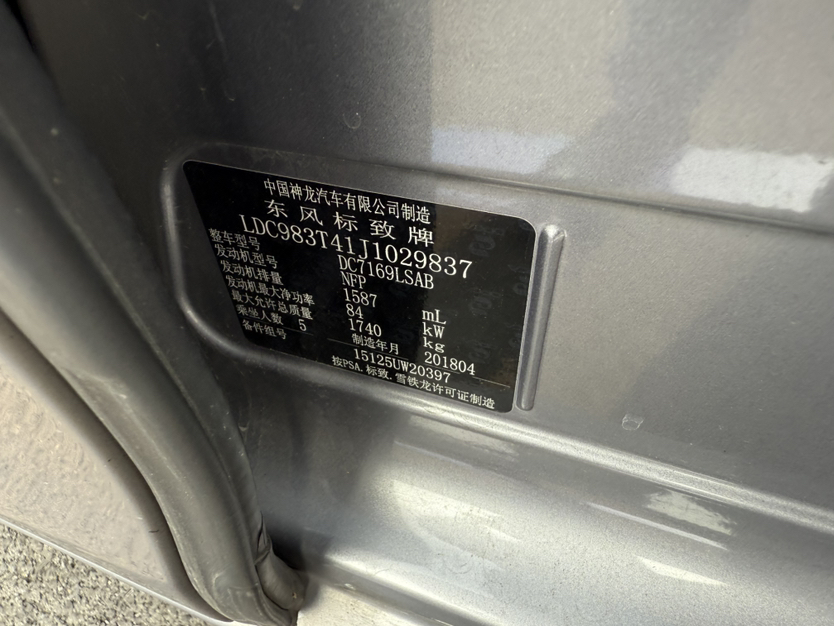 中国神龙汽车有限公司制造
东风标致牌
LDC983T41J1029837
整车型号 DC7169LSAB
发动机型号 NFP
发动机排量 1587 mL
发动机最大净功率 84 kW
最大允许总质量 1740 kg
乘坐人数 5 制造年月 201804
备件组号 15125UW20397
按PSA.标致.雪铁龙许可证制造